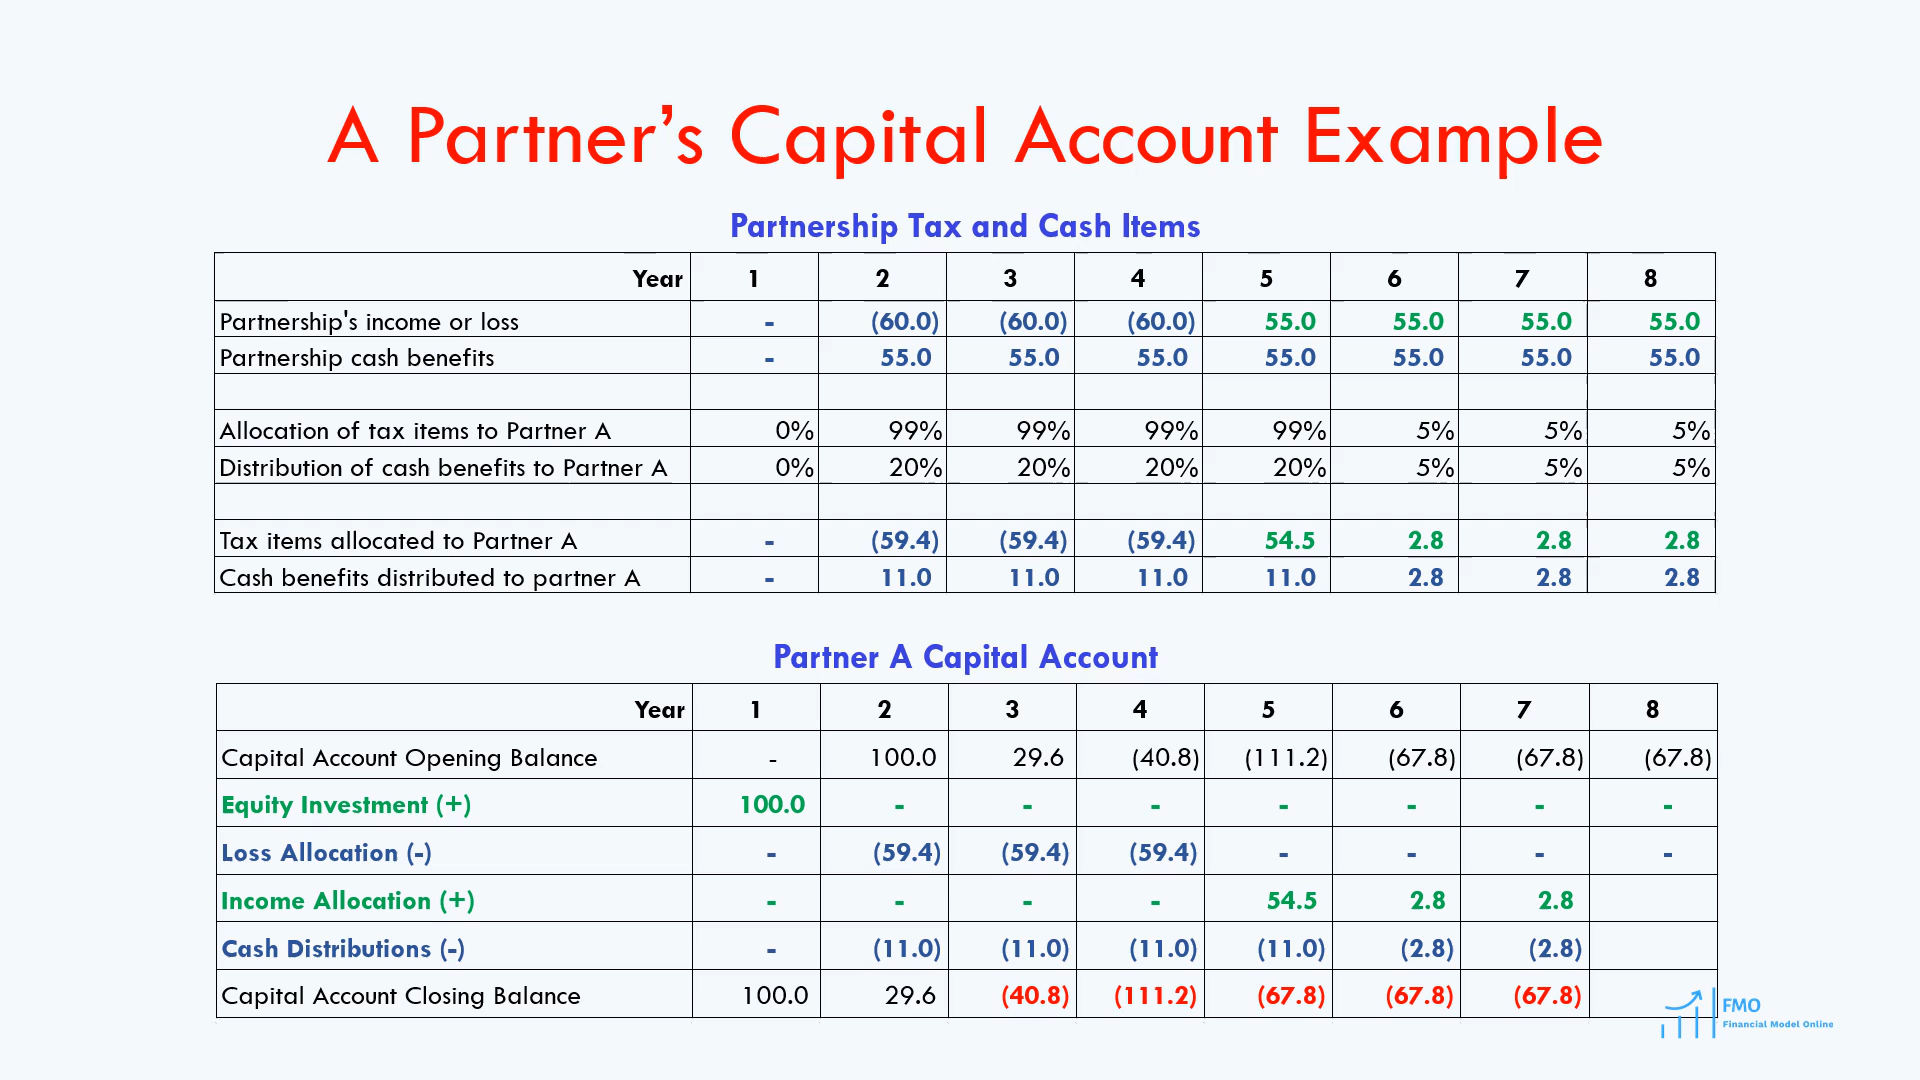 A Partner’s Capital Account Example
Partnership Tax and Cash Items
Year 1 2 3 4 5 6 7 8
Partnership's income or loss - (60.0) (60.0) (60.0) 55.0 55.0 55.0 55.0
Partnership cash benefits - 55.0 55.0 55.0 55.0 55.0 55.0 55.0
Allocation of tax items to Partner A 0% 99% 99% 99% 99% 5% 5% 5%
Distribution of cash benefits to Partner A 0% 20% 20% 20% 20% 5% 5% 5%
Tax items allocated to Partner A - (59.4) (59.4) (59.4) 54.5 2.8 2.8 2.8
Cash benefits distributed to partner A - 11.0 11.0 11.0 11.0 2.8 2.8 2.8
Partner A Capital Account
Year 1 2 3 4 5 6 7 8
Capital Account Opening Balance - 100.0 29.6 (40.8) (111.2) (67.8) (67.8) (67.8)
Equity Investment (+) 100.0 - - - - - - -
Loss Allocation (-) - (59.4) (59.4) (59.4) - - - -
Income Allocation (+) - - - - 54.5 2.8 2.8
Cash Distributions (-) - (11.0) (11.0) (11.0) (11.0) (2.8) (2.8)
Capital Account Closing Balance 100.0 29.6 (40.8) (111.2) (67.8) (67.8) (67.8)
FMO
Financial Model Online